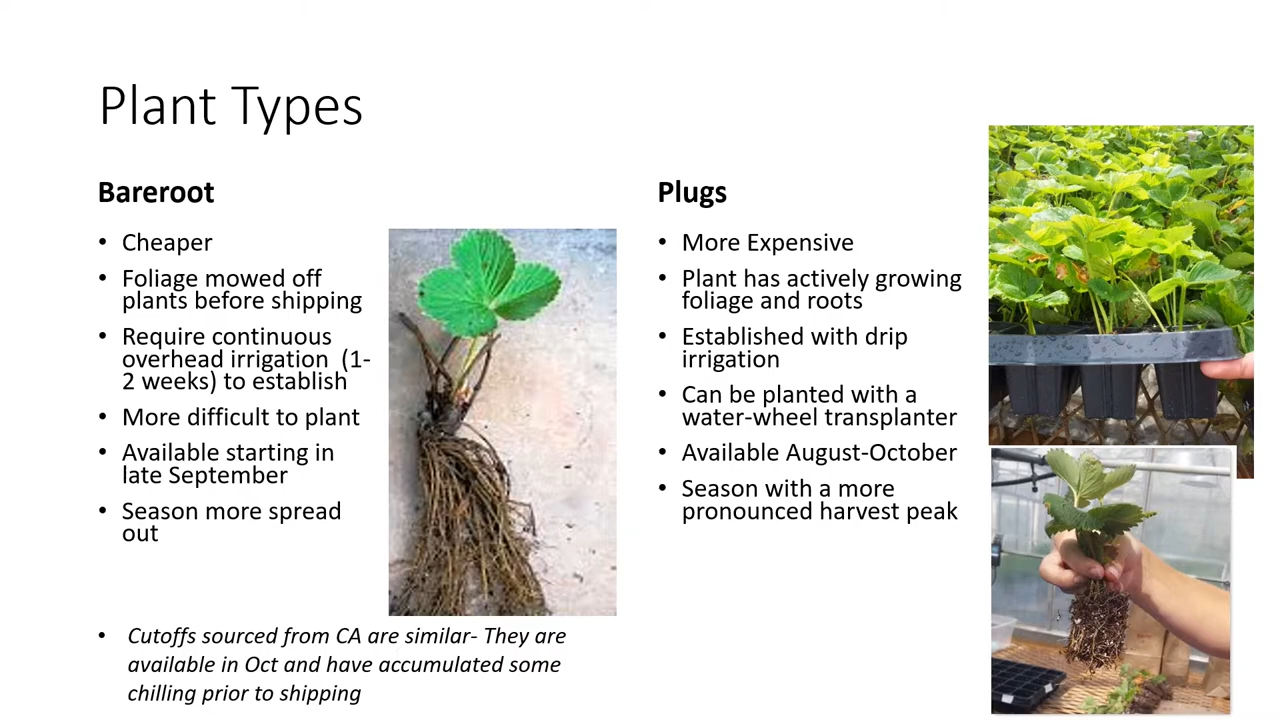 Plant Types
Bareroot
• Cheaper
• Foliage mowed off
plants before shipping
• Require continuous
overhead irrigation  (1-
2 weeks) to establish
• More difficult to plant
• Available starting in
late September
• Season more spread
out
• Cutoffs sourced from CA are similar- They are
available in Oct and have accumulated some
chilling prior to shipping
Plugs
• More Expensive
• Plant has actively growing
foliage and roots
• Established with drip
irrigation
• Can be planted with a
water-wheel transplanter
• Available August-October
• Season with a more
pronounced harvest peak